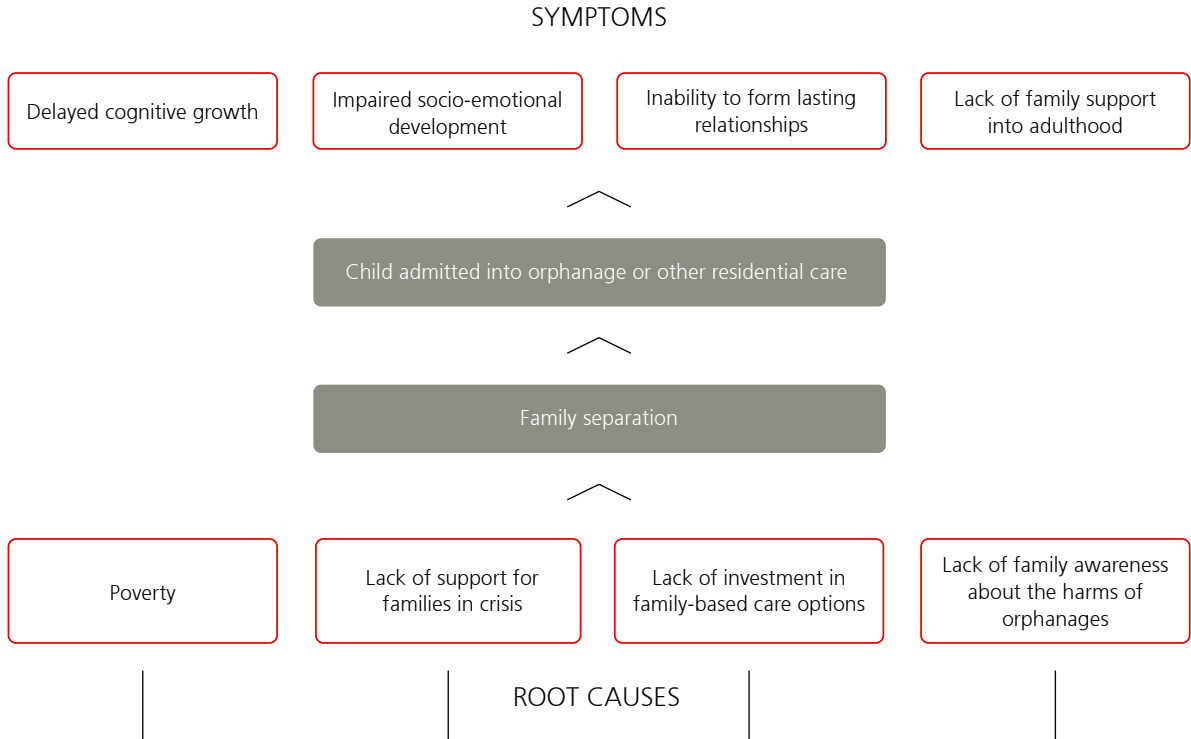 SYMPTOMS
Delayed cognitive growth
Impaired socio-emotional
development
Inability to form lasting
relationships
Lack of family support
into adulthood
Child admitted into orphanage or other residential care
Family separation
Poverty
Lack of support for
families in crisis
Lack of investment in
family-based care options
Lack of family awareness
about the harms of
orphanages
ROOT CAUSES